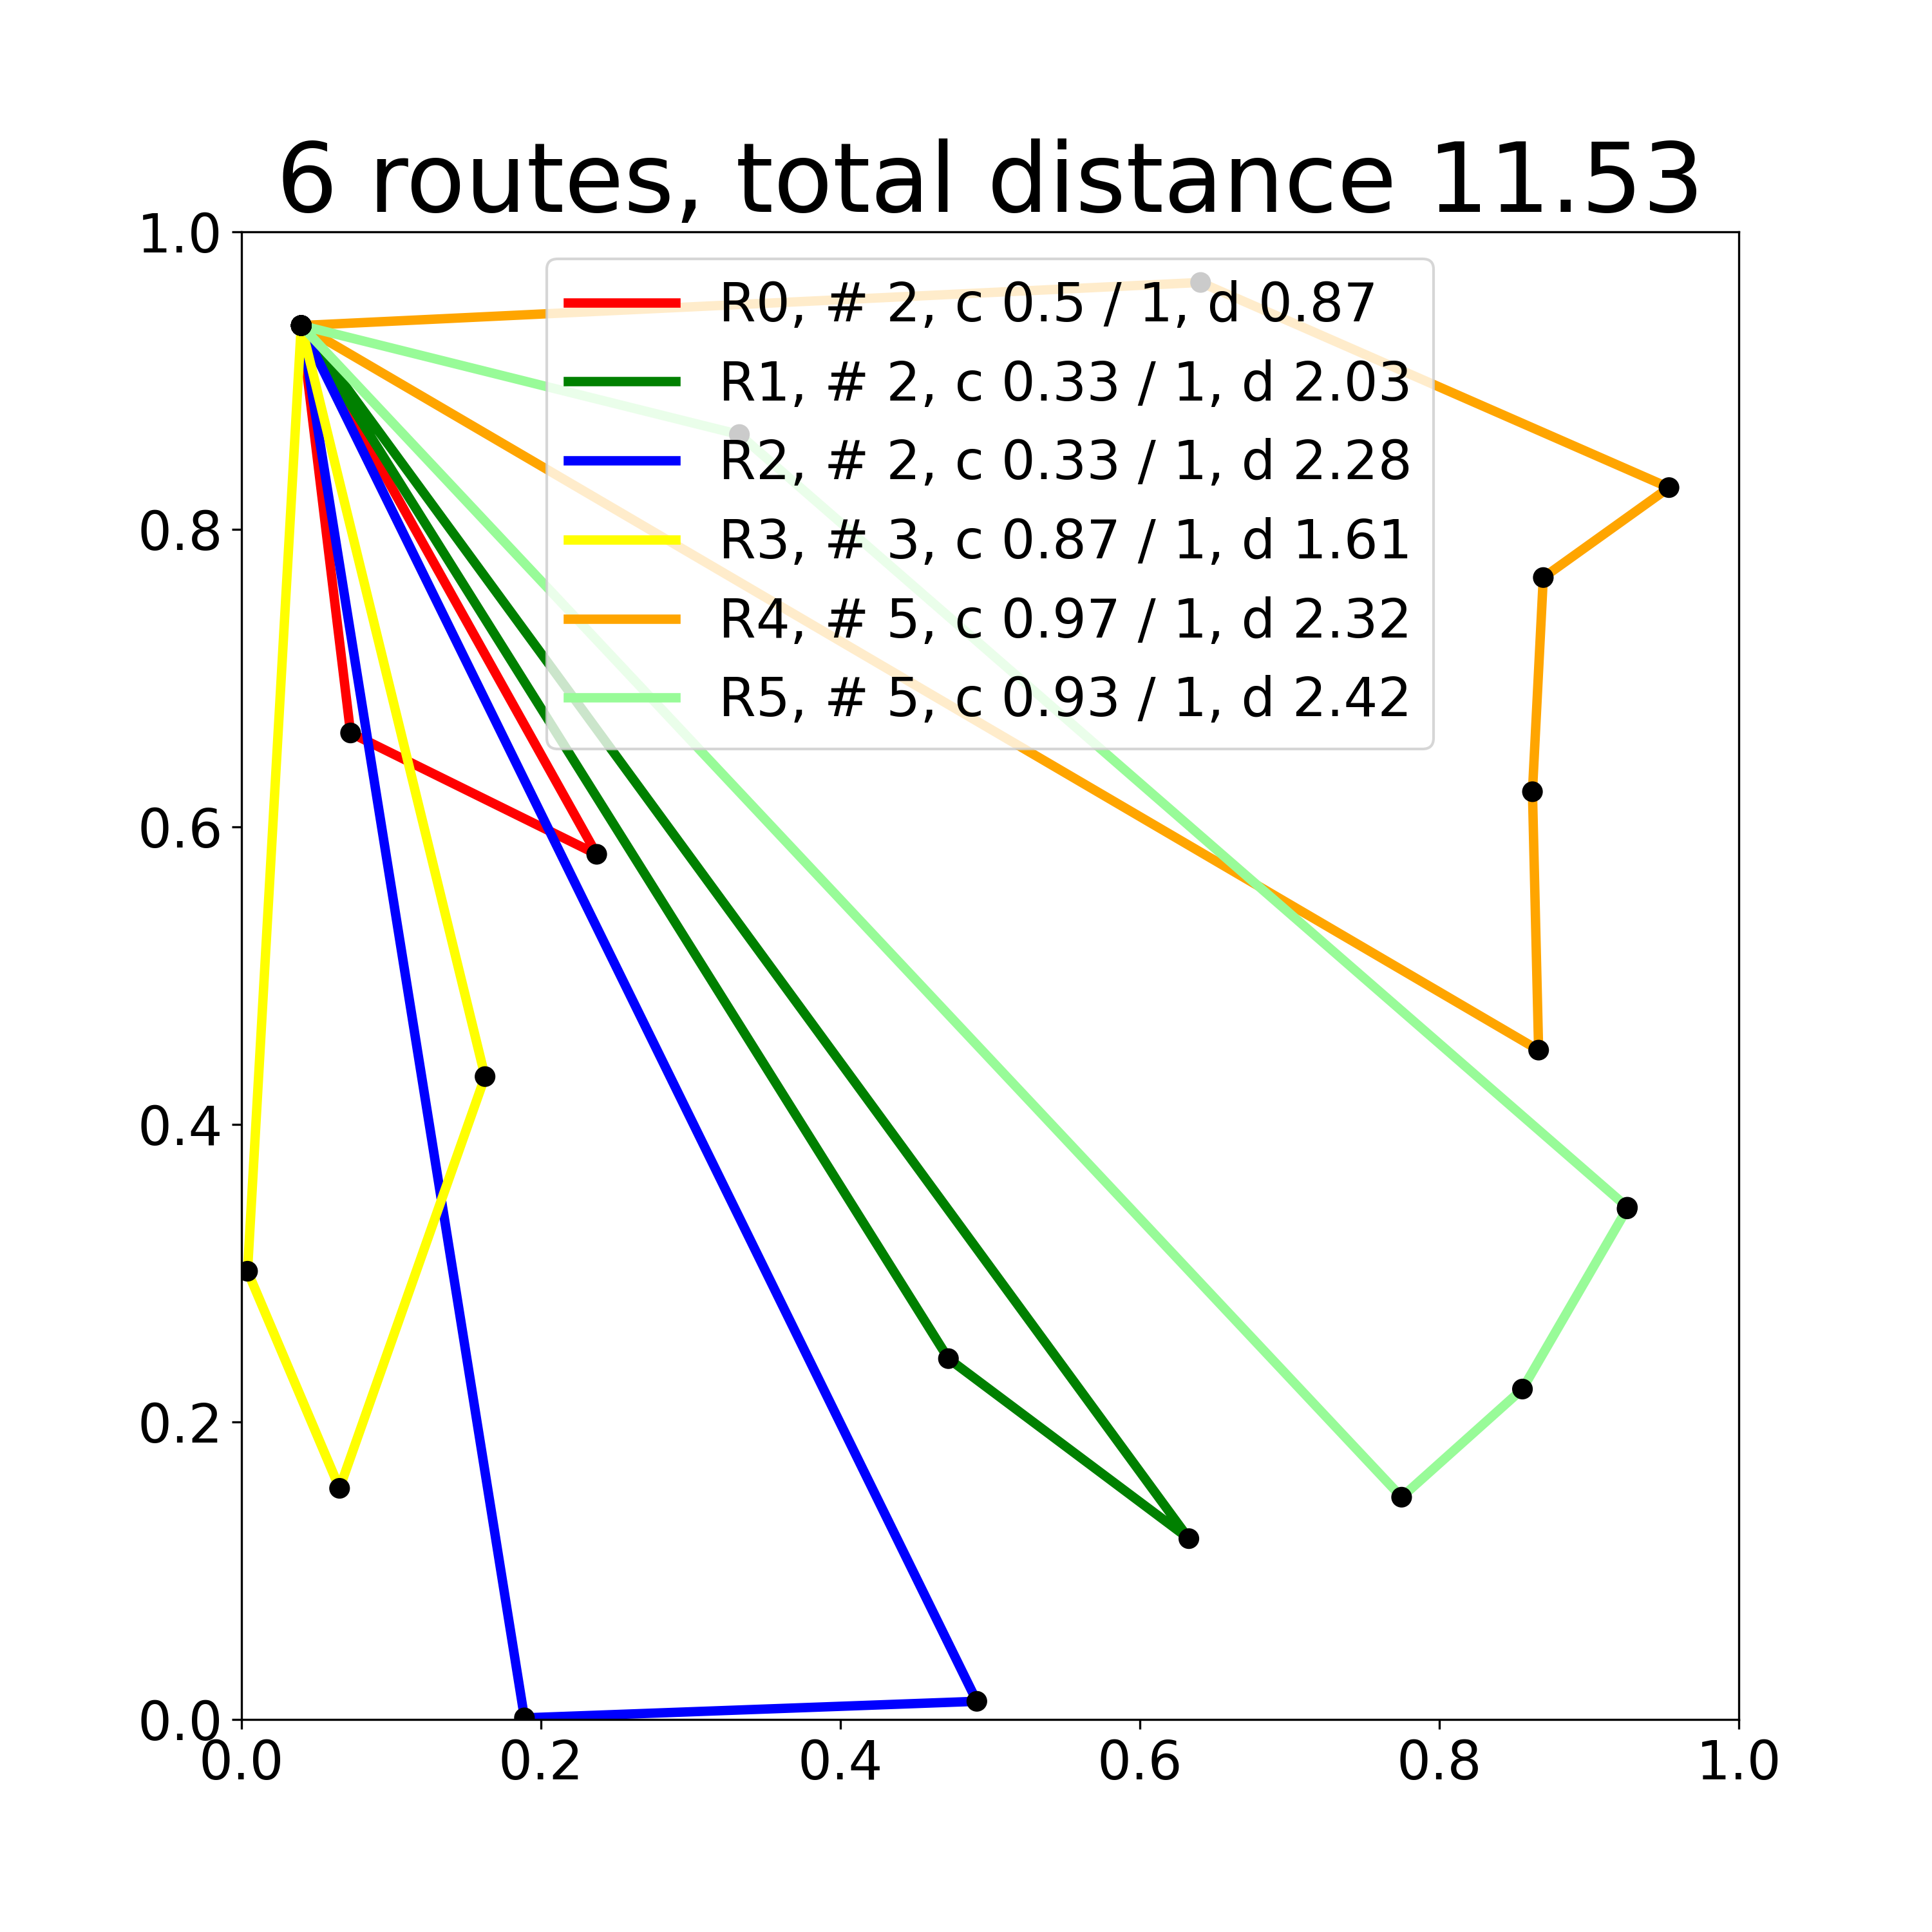 6 routes, total distance 11.53
1.0
0.8
0.6
0.4
0.2
0.0
R0, # 2, c 0.5 / 1, d 0.87
R1, # 2, c 0.33 / 1, d 2.03
R2, # 2, c 0.33 / 1, d 2.28
R3, # 3, c 0.87 / 1, d 1.61
R4, # 5, c 0.97 / 1, d 2.32
R5, # 5, c 0.93 / 1, d 2.42
0.0 0.2 0.4 0.6 0.8 1.0